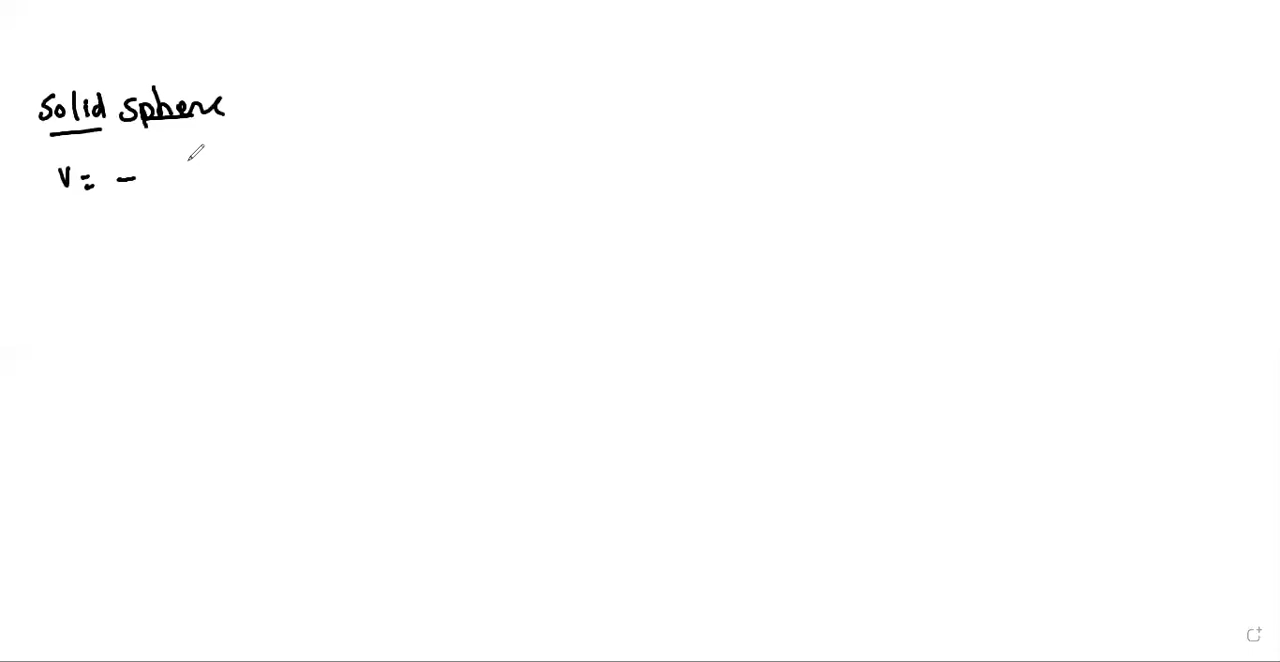 Solid sphere
V = -